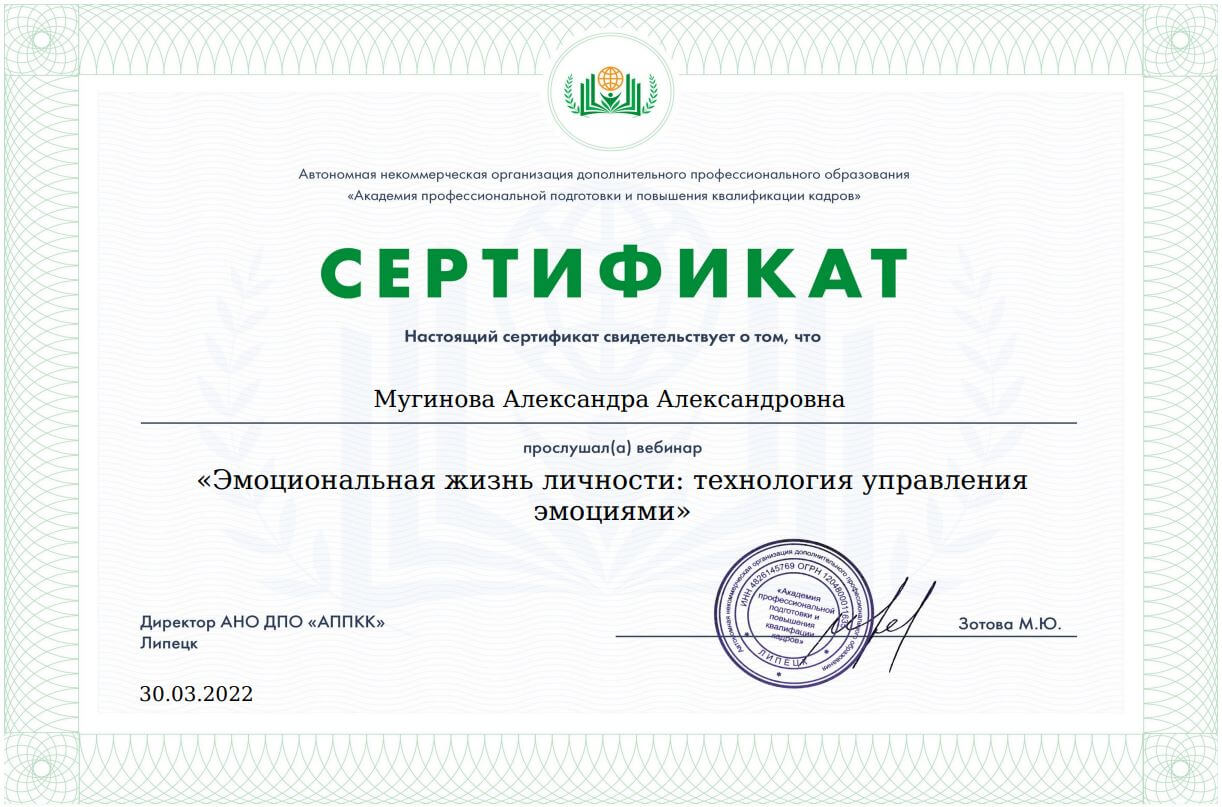 Автономная некоммерческая организация дополнительного профессионального образования
«Академия профессиональной подготовки и повышения квалификации кадров»
СЕРТИФИКАТ
Настоящий сертификат свидетельствует о том, что
Мугинова Александра Александровна
прослушал(а) вебинар
«Эмоциональная жизнь личности: технология управления
эмоциями»
Директор АНО ДПО «АППКК»
Липецк
Автономная некоммерческая организация дополнительного профессионального образования
ИНН 4826145769 ОГРН
«Академия
профессиональной
подготовки и
повышения
квалификации
кадров»
ЛИПЕЦК
Зотова М.Ю.
30.03.2022